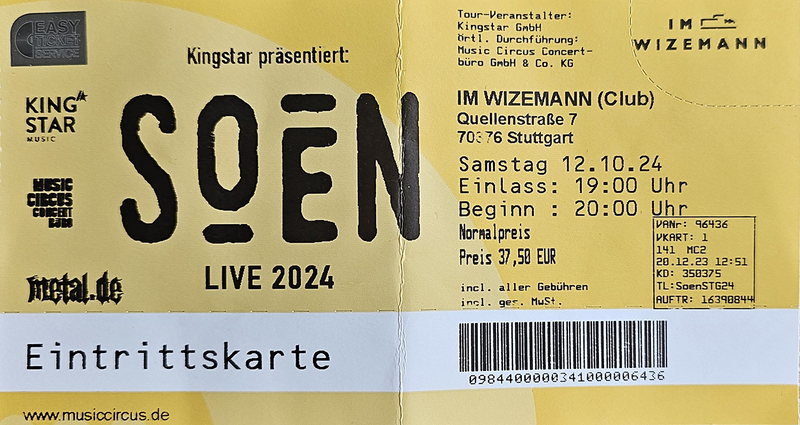 EASY
TICKET
SERVICE
Kingstar präsentiert:
KING
STAR
MUSIC
SOEN
MUSIC
CIRCUS
CONCERT
BÜRO
LIVE 2024
metal.de
Eintrittskarte
www.musiccircus.de
Tour-Veranstalter:
Kingstar GmbH
örtl. Durchführung:
Music Circus Concert-
büro GmbH & Co. KG
IM
WIZEMANN
IM WIZEMANN (Club)
Quellenstraße 7
70376 Stuttgart
Samstag 12.10.24
Einlass: 19:00 Uhr
Beginn : 20:00 Uhr
Normalpreis
Preis 37,50 EUR
incl. aller Gebühren
incl. ges. MwSt.
VANr: 96436
VKART: 1
141 MC2
20.12.23 12:51
KD: 350375
TL:SoenSTG24
AUFTR: 16390844
0984400000341000006436